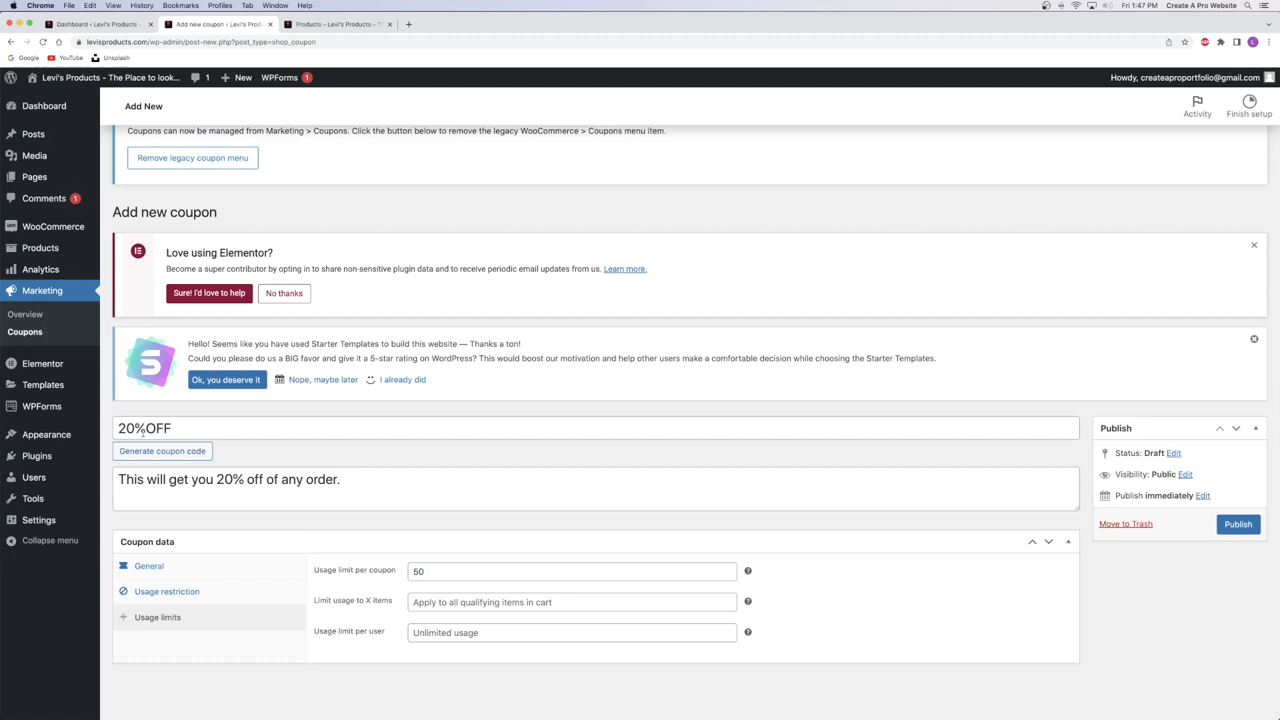 Chrome File Edit View History Bookmarks Profiles Tab Window Help
Fri 1:47 PM Create A Pro Website
Dashboard ‹ Levi's Products -
Add new coupon ‹ Levi's Produ
Products - Levi's Products - T
levisproducts.com/wp-admin/post-new.php?post_type=shop_coupon
Google YouTube Unsplash
Levi's Products - The Place to look... 1 New WPForms 1
Howdy, createaproportfolio@gmail.com
Dashboard
Posts
Media
Pages
Comments 1
WooCommerce
Products
Analytics
Marketing
Overview
Coupons
Elementor
Templates
WPForms
Appearance
Plugins
Users
Tools
Settings
Collapse menu
Add New
Activity
Finish setup
Coupons can now be managed from Marketing > Coupons. Click the button below to remove the legacy WooCommerce > Coupons menu item.
Remove legacy coupon menu
Add new coupon
Love using Elementor?
Become a super contributor by opting in to share non-sensitive plugin data and to receive periodic email updates from us. Learn more.
Sure! I'd love to help
No thanks
Hello! Seems like you have used Starter Templates to build this website — Thanks a ton!
Could you please do us a BIG favor and give it a 5-star rating on WordPress? This would boost our motivation and help other users make a comfortable decision while choosing the Starter Templates.
Ok, you deserve it
Nope, maybe later
I already did
20%OFF
Generate coupon code
This will get you 20% off of any order.
Coupon data
General
Usage restriction
Usage limits
Usage limit per coupon 50
Limit usage to X items Apply to all qualifying items in cart
Usage limit per user Unlimited usage
Publish
Status: Draft Edit
Visibility: Public Edit
Publish immediately Edit
Move to Trash
Publish